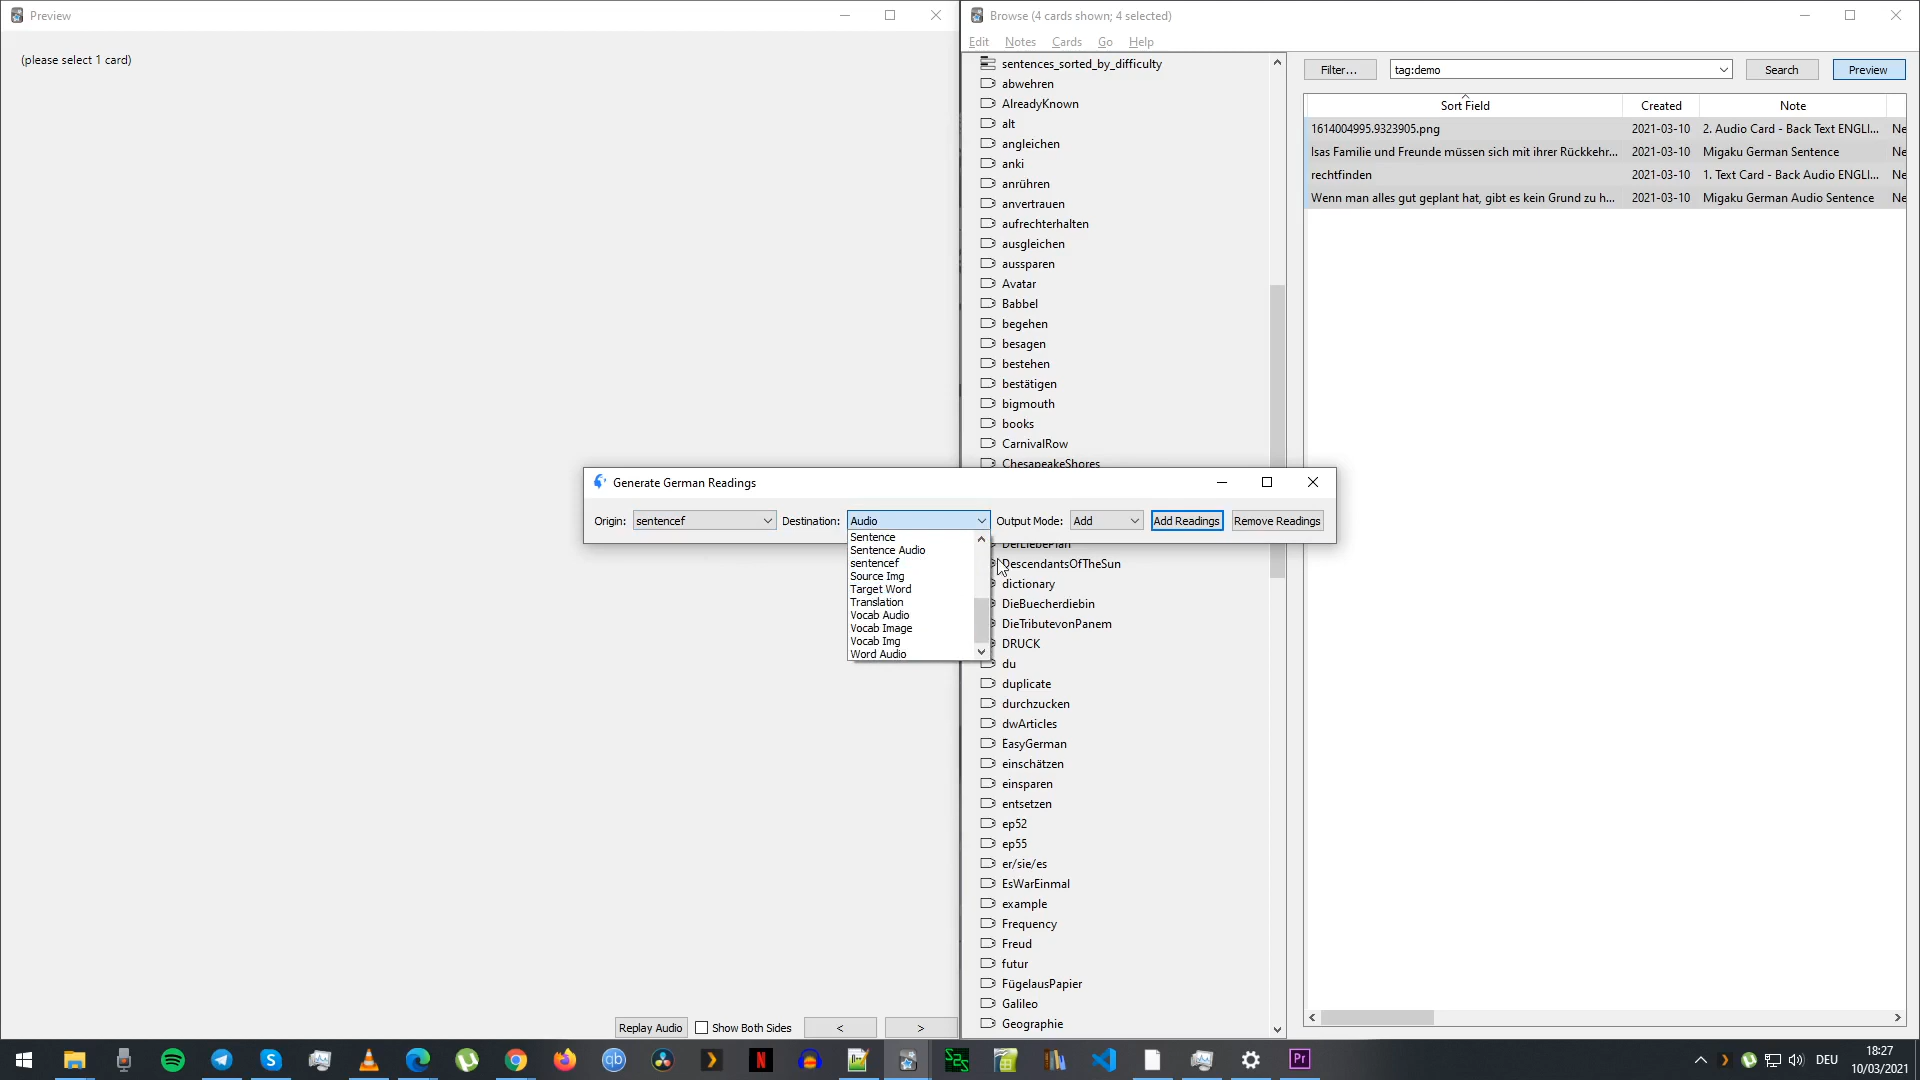 Preview
(please select 1 card)
Browse (4 cards shown; 4 selected)
Edit Notes Cards Go Help
sentences_sorted_by_difficulty
abwehren
AlreadyKnown
alt
angleichen
anki
anrühren
anvertrauen
aufrechterhalten
ausgleichen
aussparen
Avatar
Babbel
begehen
besagen
bestehen
bestätigen
bigmouth
books
CarnivalRow
ChesapeakeShores
Filter... tag:demo Search Preview
Sort Field Created Note
1614004995.9323905.png 2021-03-10 2. Audio Card - Back Text ENGLI... Ne
Isas Familie und Freunde müssen sich mit ihrer Rückkehr... 2021-03-10 Migaku German Sentence Ne
rechtfinden 2021-03-10 1. Text Card - Back Audio ENGLI... Ne
Wenn man alles gut geplant hat, gibt es kein Grund zu h... 2021-03-10 Migaku German Audio Sentence Ne
Generate German Readings
Origin: sentencef Destination: Audio Output Mode: Add Add Readings Remove Readings
Sentence
Sentence Audio
sentencef
Source Img
Target Word
Translation
Vocab Audio
Vocab Image
Vocab Img
Word Audio
DerLiebePlan
DescendantsOfTheSun
dictionary
DieBuecherdiebin
DieTributevonPanem
DRUCK
du
duplicate
durchzucken
dwArticles
EasyGerman
einschätzen
einsparen
entsetzen
ep52
ep55
er/sie/es
EsWarEinmal
example
Frequency
Freud
futur
FügelausPapier
Galileo
Geographie
Replay Audio Show Both Sides < >
qb
N
Pr
DEU
18:27
10/03/2021